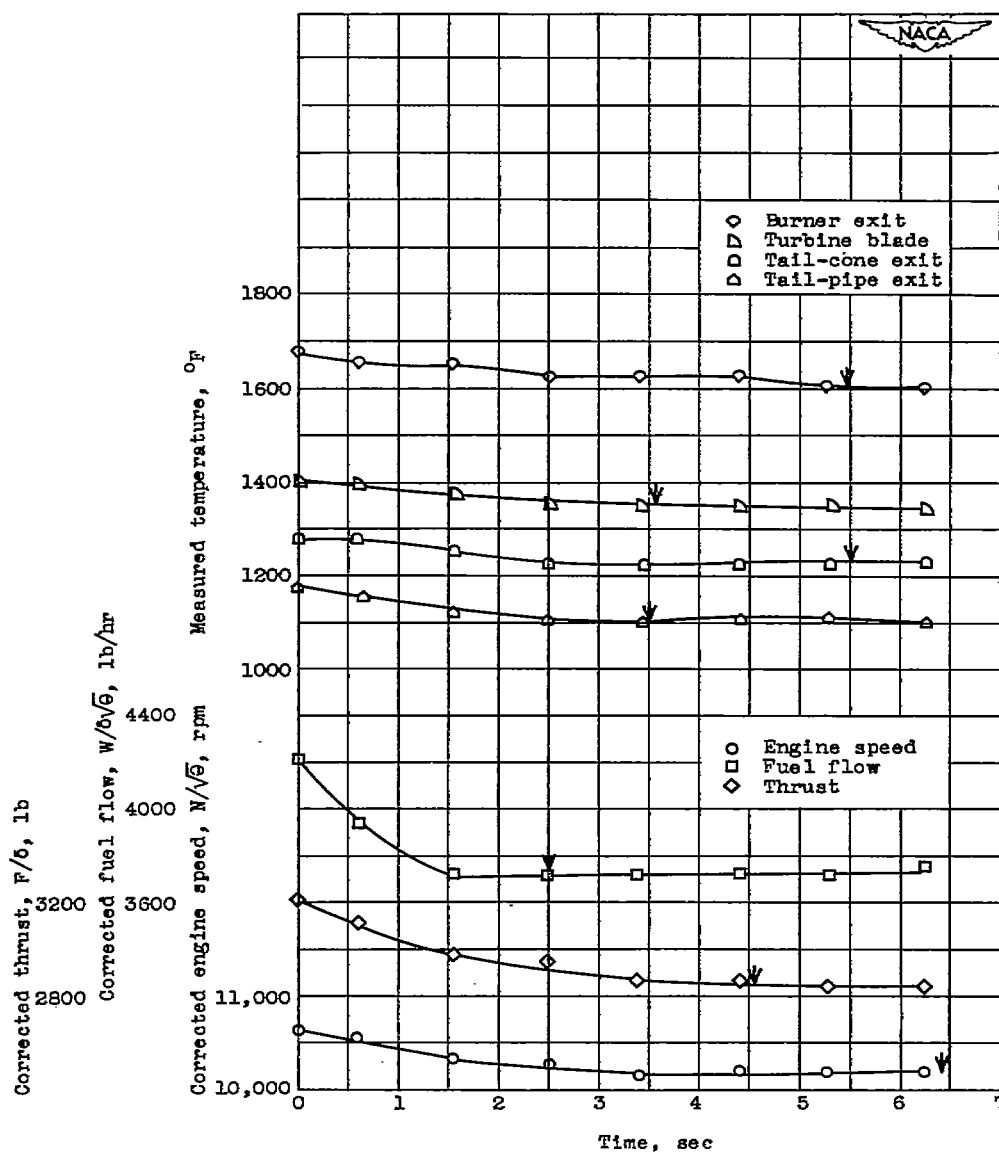 NACA
Burner exit
Turbine blade
Tail-cone exit
Tail-pipe exit
1800
1600
1400
1200
1000
Measured temperature, °F
Engine speed
Fuel flow
Thrust
4400
4000
3600
Corrected fuel flow, W/δ√θ, lb/hr
3200
2800
Corrected thrust, F/δ, lb
11,000
10,000
Corrected engine speed, N/√θ, rpm
0 1 2 3 4 5 6 7
Time, sec